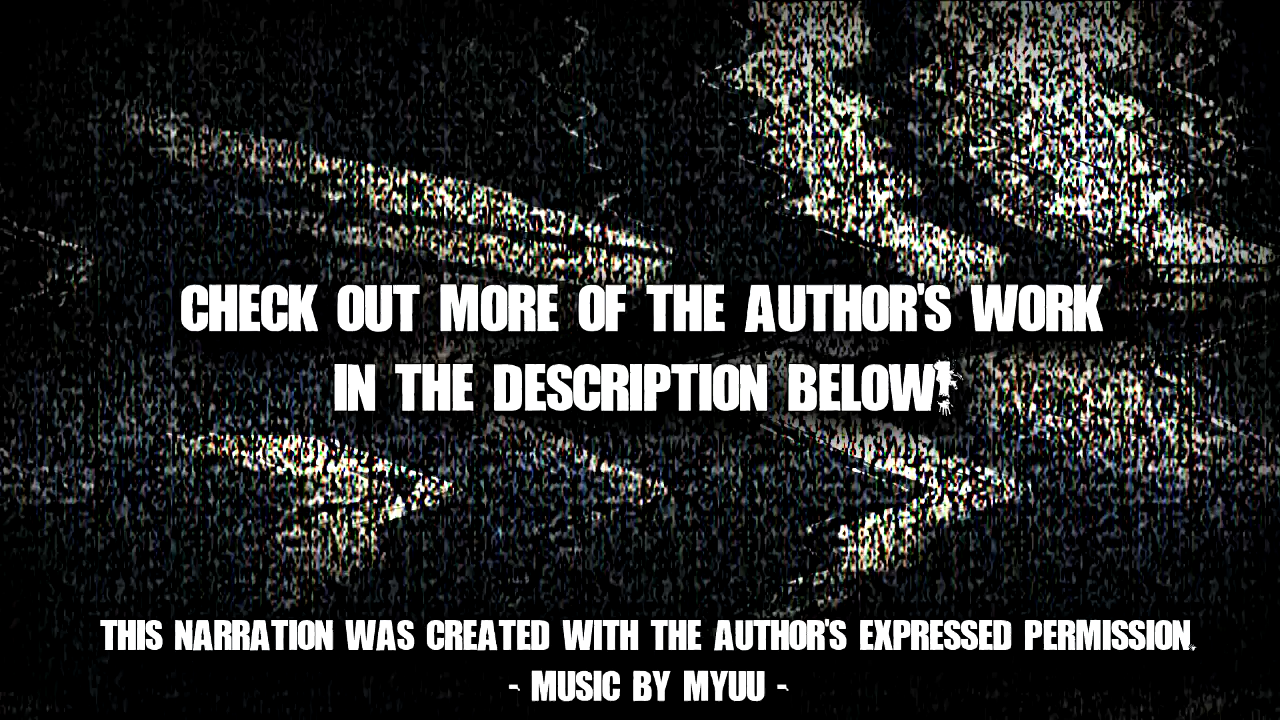 CHECK OUT MORE OF THE AUTHOR'S WORK
IN THE DESCRIPTION BELOW!
THIS NARRATION WAS CREATED WITH THE AUTHOR'S EXPRESSED PERMISSION.
- MUSIC BY MYUU -